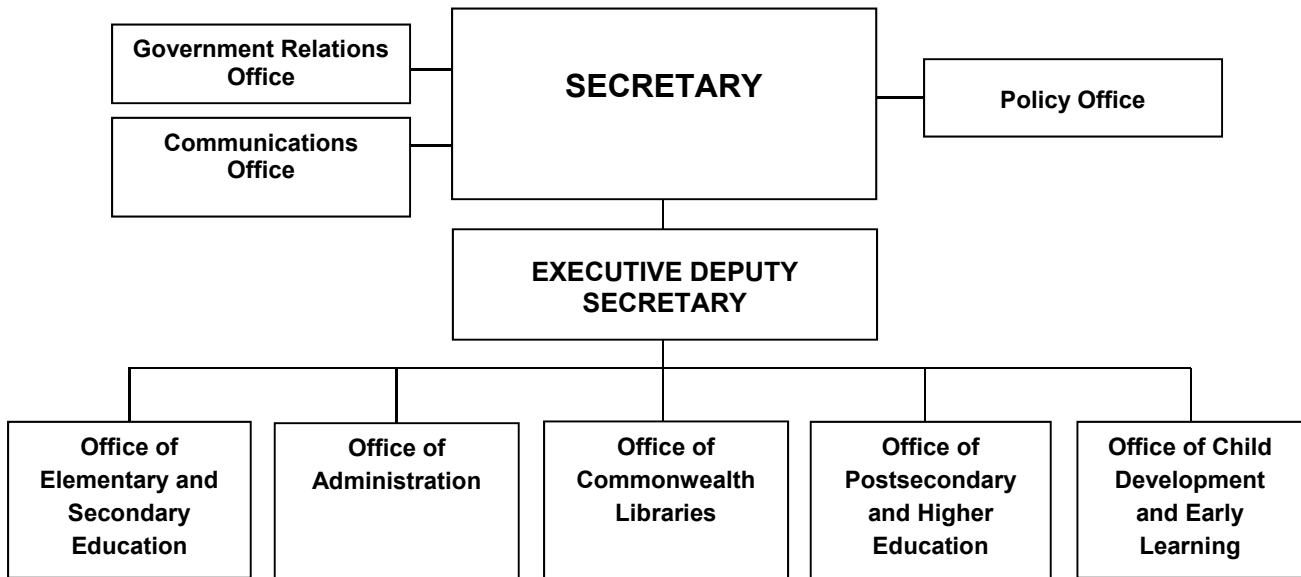 Government Relations
Office
SECRETARY
Policy Office
Communications
Office
EXECUTIVE DEPUTY
SECRETARY
Office of
Elementary and
Secondary
Education
Office of
Administration
Office of
Commonwealth
Libraries
Office of
Postsecondary
and Higher
Education
Office of Child
Development
and Early
Learning